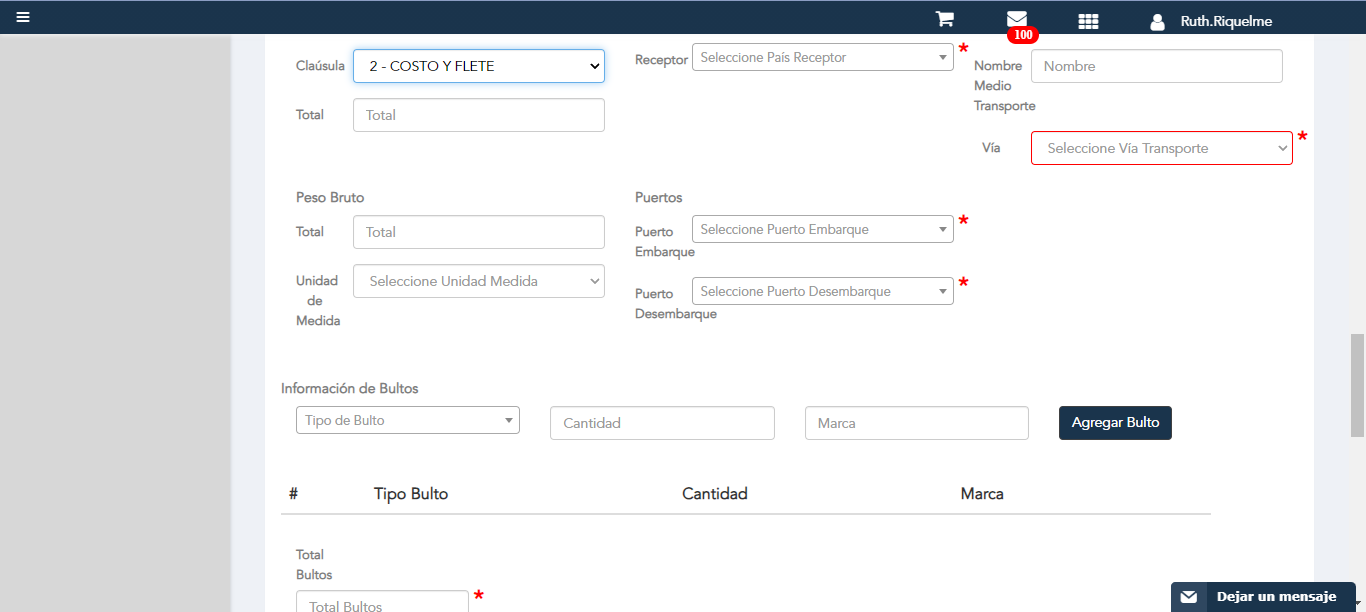 Ruth.Riquelme
100
Claúsula
2 - COSTO Y FLETE
Receptor
Seleccione País Receptor
*
Nombre
Medio
Transporte
Nombre
Total
Total
Vía
Seleccione Vía Transporte
*
Peso Bruto
Puertos
Total
Total
Puerto
Embarque
Seleccione Puerto Embarque
*
Unidad
de
Medida
Seleccione Unidad Medida
Puerto
Desembarque
Seleccione Puerto Desembarque
*
Información de Bultos
Tipo de Bulto
Cantidad
Marca
Agregar Bulto
# Tipo Bulto Cantidad Marca
Total
Bultos
Total Bultos
*
Dejar un mensaje